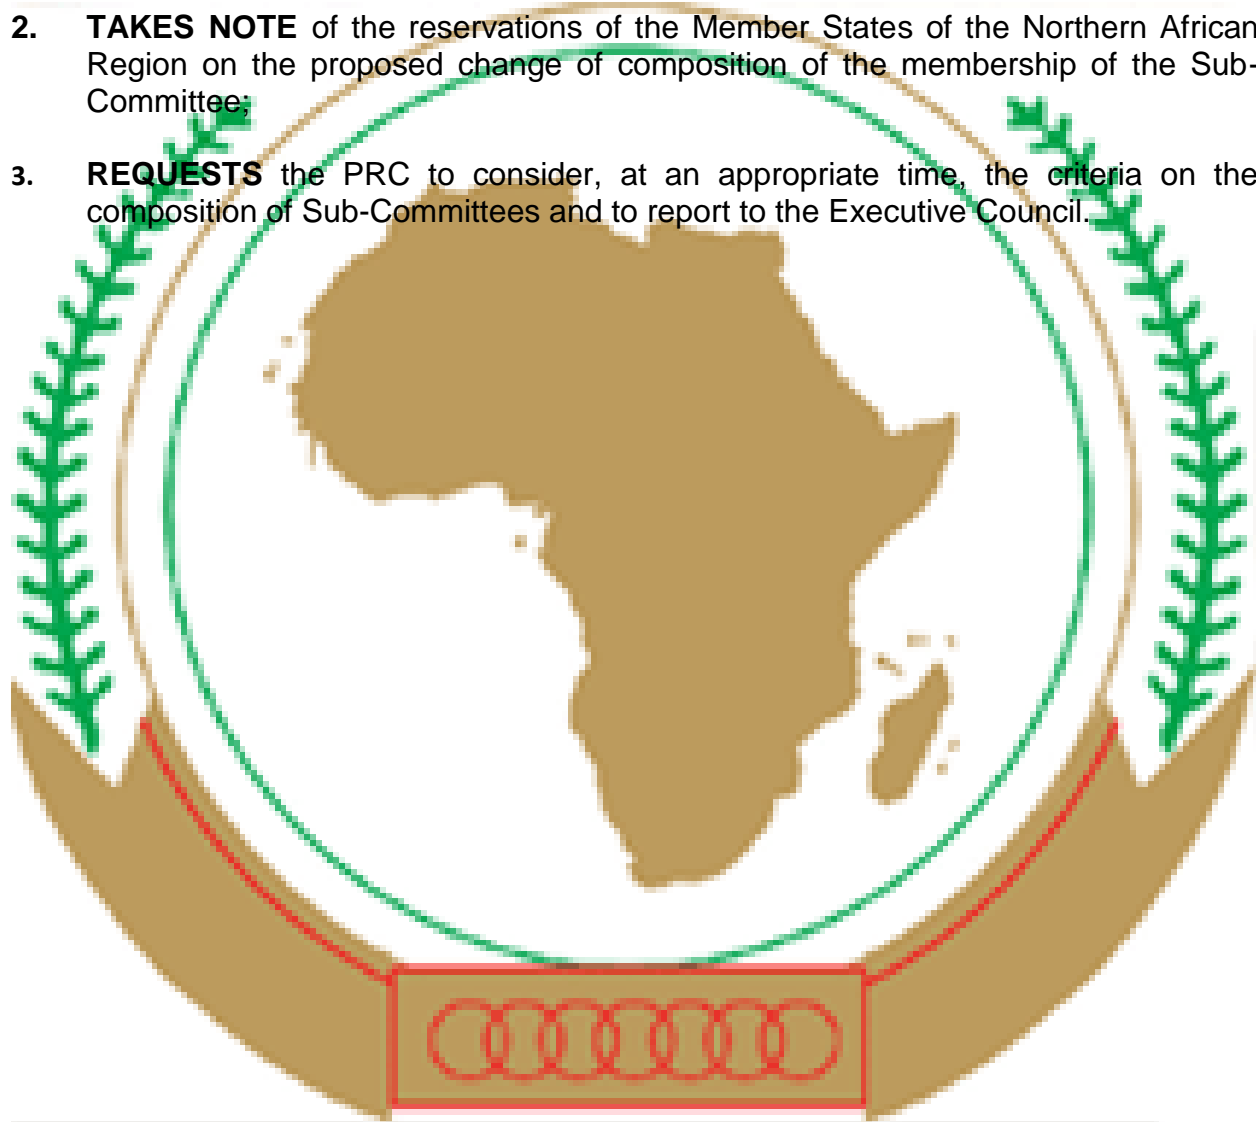 2. TAKES NOTE of the reservations of the Member States of the Northern African
Region on the proposed change of composition of the membership of the Sub-
Committee;
3. REQUESTS the PRC to consider, at an appropriate time, the criteria on the
composition of Sub-Committees and to report to the Executive Council.